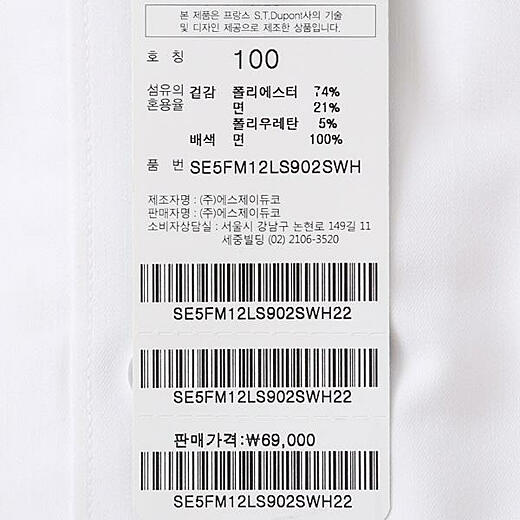 본 제품은 프랑스 S.T.Dupont사의 기술
및 디자인 제공으로 제조한 상품입니다.
호 칭 100
섬유의 겉감 폴리에스터 74%
혼용율 면 21%
폴리우레탄 5%
배색 면 100%
품 번 SE5FM12LS902SWH
제조자명 : (주)에스제이듀코
판매자명 : (주)에스제이듀코
소비자상담실 : 서울시 강남구 논현로 149길 11
세중빌딩 (02) 2106-3520
SE5FM12LS902SWH22
SE5FM12LS902SWH22
판매가격:₩69,000
SE5FM12LS902SWH22